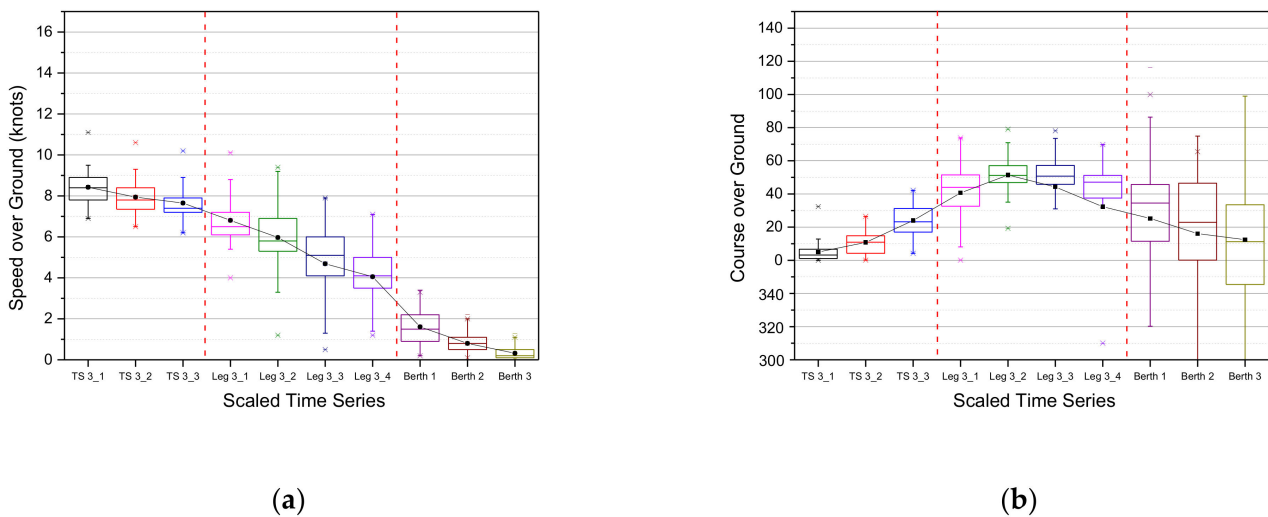 16
14
12
10
8
6
4
2
0
Speed over Ground (knots)
TS 3_1 TS 3_2 TS 3_3 Leg 3_1 Leg 3_2 Leg 3_3 Leg 3_4 Berth 1 Berth 2 Berth 3
Scaled Time Series
(a)
150
120
100
80
60
40
20
0
340
320
300
Course over Ground
TS 3_1 TS 3_2 TS 3_3 Leg 3_1 Leg 3_2 Leg 3_3 Leg 3_4 Berth 1 Berth 2 Berth 3
Scaled Time Series
(b)